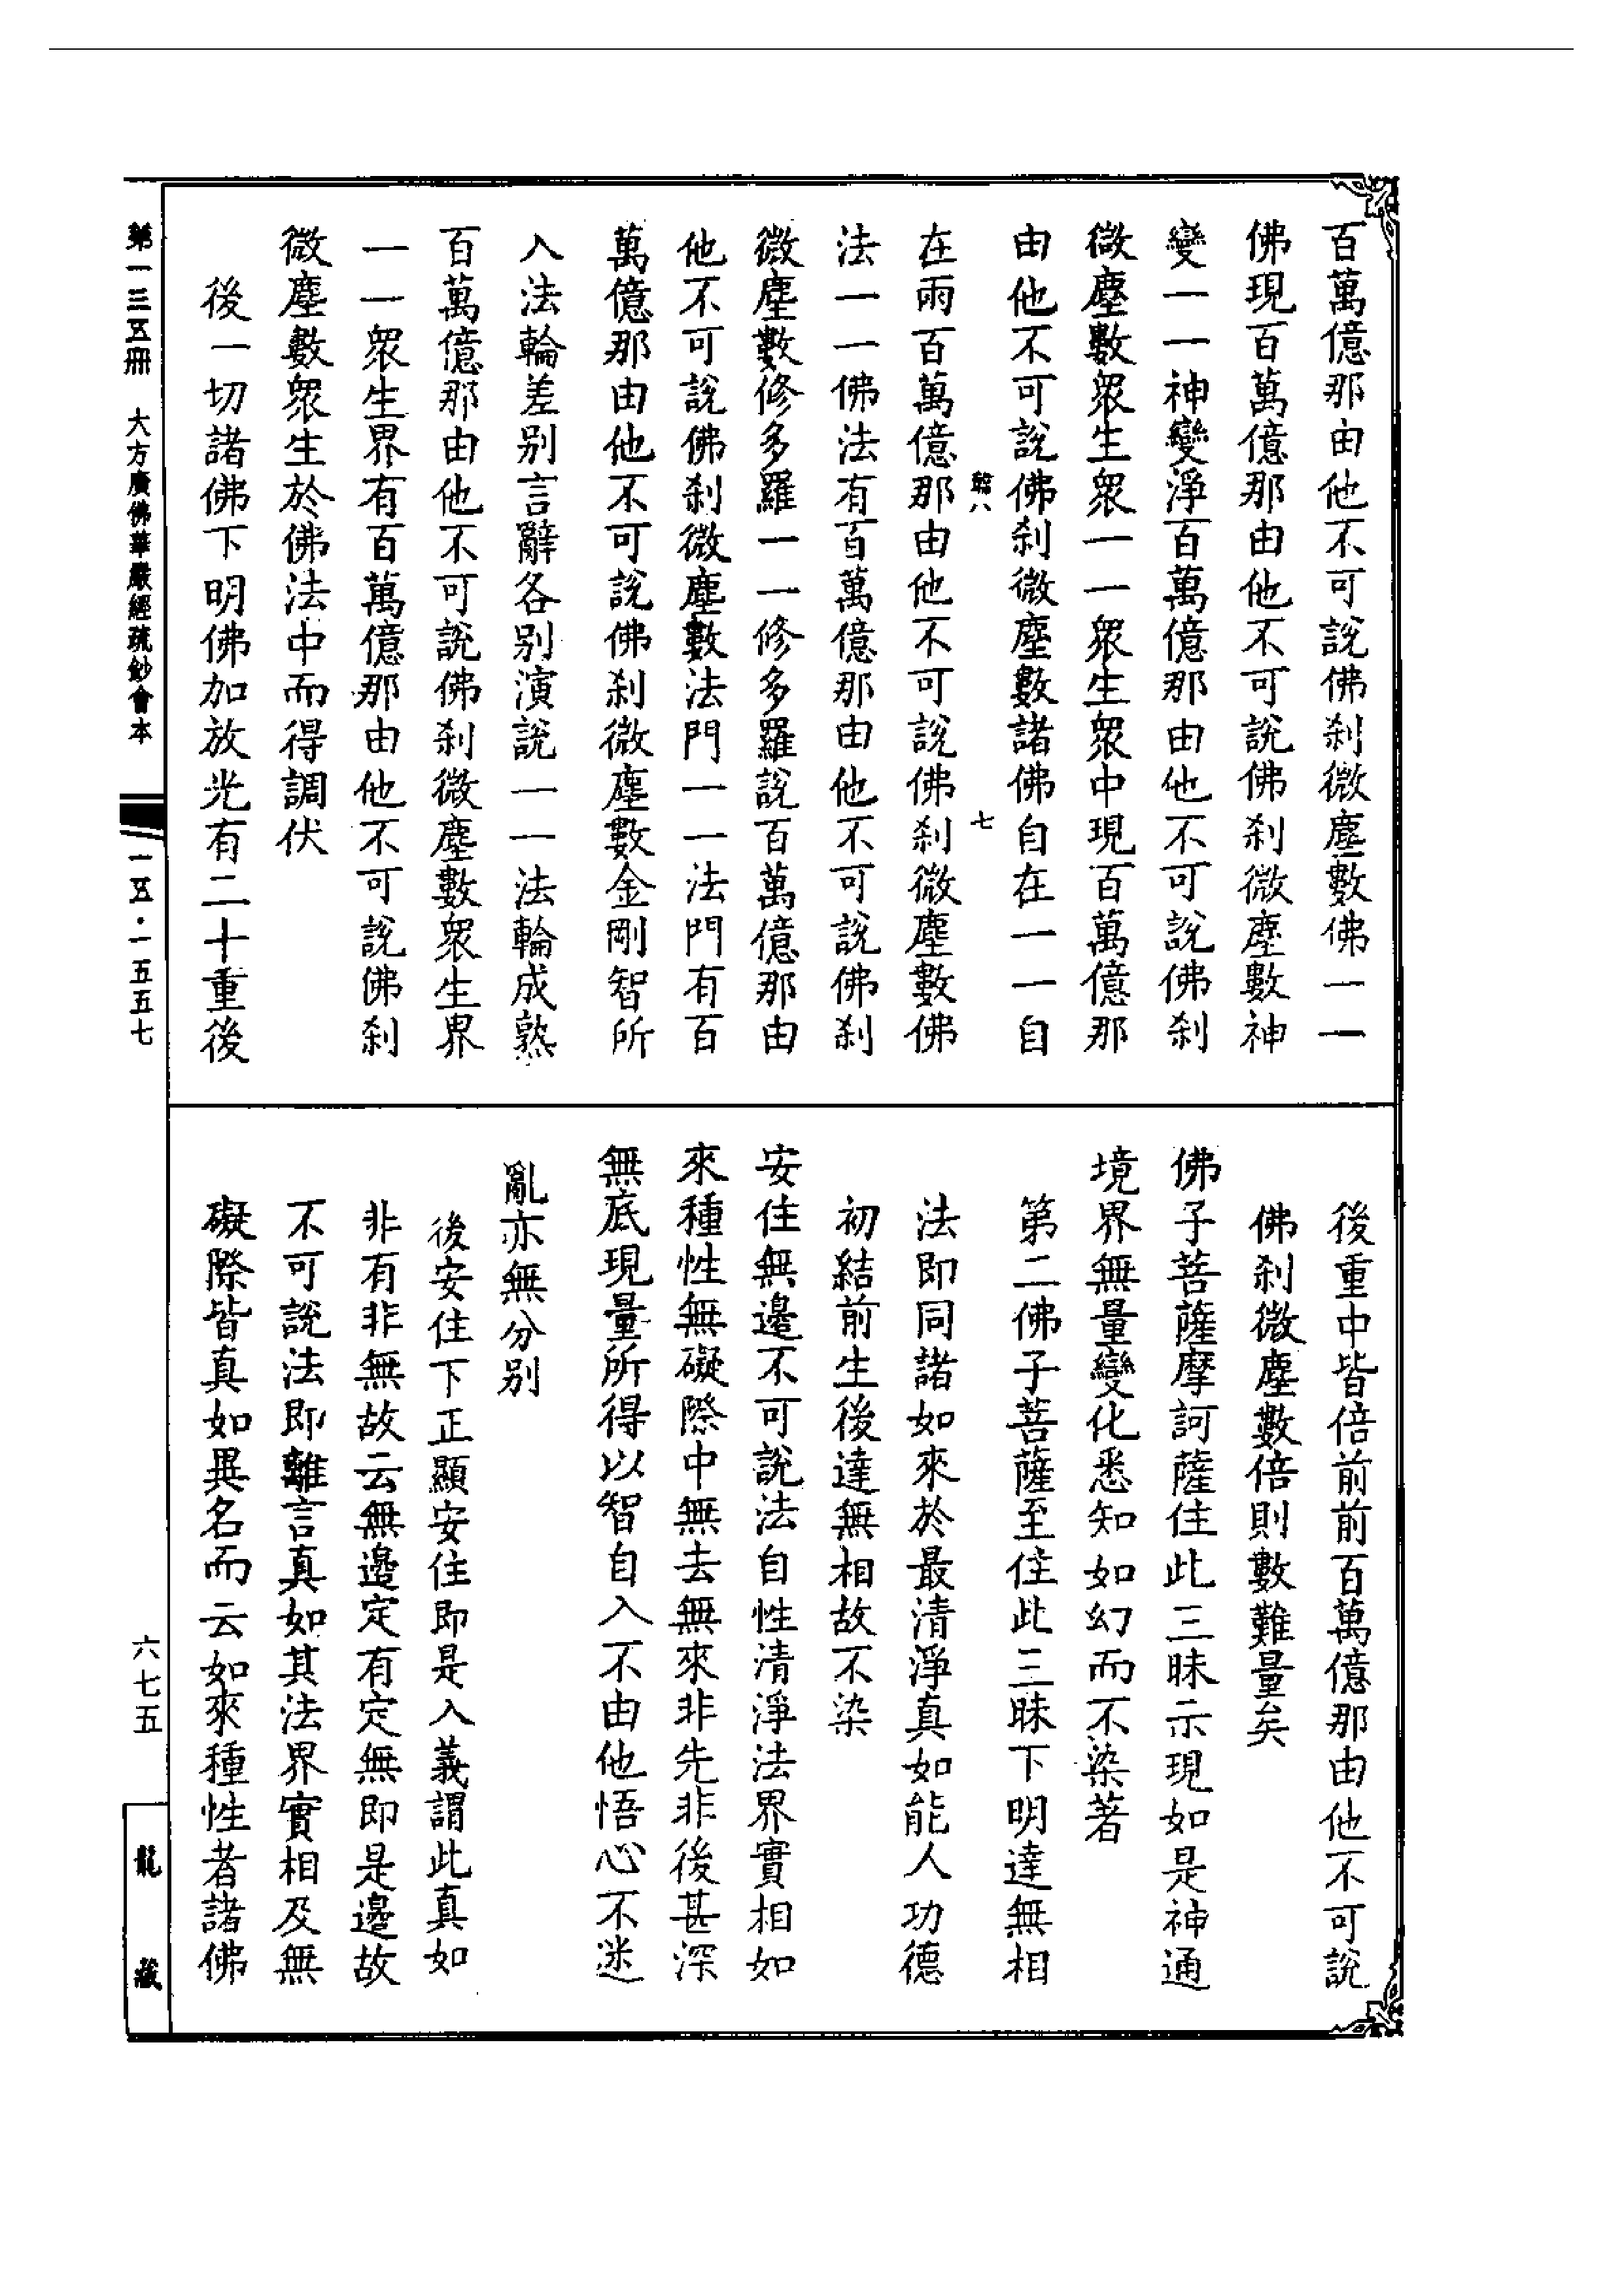 百萬億那由他不可說佛剎微塵數佛一一
佛現百萬億那由他不可說佛剎微塵數神
變一一神變淨百萬億那由他不可說佛剎
微塵數衆生衆一一衆生衆中現百萬億那
由他不可說佛剎微塵數諸佛自在一一自
韓八
七
在雨百萬億那由他不可說佛剎微塵數佛
法一一佛法有百萬億那由他不可說佛剎
微塵數修多羅一一修多羅說百萬億那由
他不可說佛剎微塵數法門一一法門有百
萬億那由他不可說佛剎微塵數金剛智所
入法輪差別言辭各別演說一一法輪成熟
百萬億那由他不可說佛剎微塵數衆生界
一一衆生界有百萬億那由他不可說佛剎
微塵數衆生於佛法中而得調伏
後一切諸佛下明佛加放光有二十重後
後重中皆倍前前百萬億那由他不可說
佛剎微塵數倍則數難量矣
佛子菩薩摩訶薩住此三昧示現如是神通
境界無量變化悉知如幻而不染著
第二佛子菩薩至住此三昧下明達無相
法即同諸如來於最清淨真如能人功德
初結前生後達無相故不染
安住無邊不可說法自性清淨法界實相如
來種性無礙際中無去無來非先非後甚深
無底現量所得以智自入不由他悟心不迷
亂亦無分別
後安住下正顯安住即是入義謂此真如
非有非無故云無邊定有定無即是邊故
不可說法即離言真如其法界實相及無
礙際皆真如異名而云如來種性者諸佛
第一三五冊 大方廣佛華嚴經疏鈔會本
一五·一五五七
六七五
龍藏